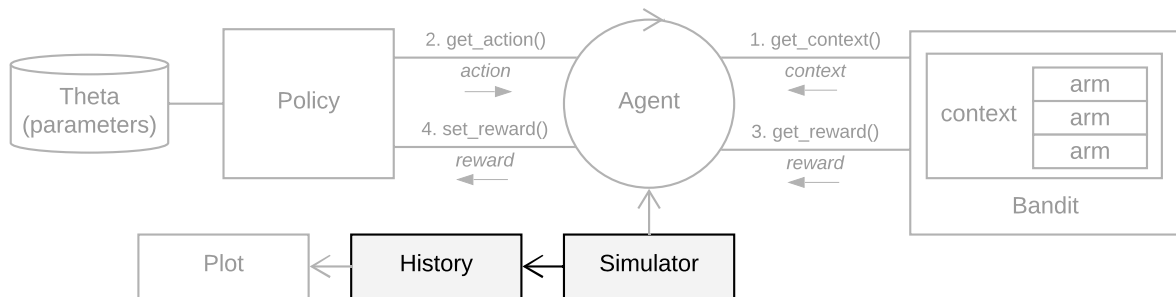 2. get_action()
1. get_context()
action
context
Theta
(parameters)
Policy
Agent
context
arm
arm
arm
4. set_reward()
3. get_reward()
reward
reward
Bandit
Plot
History
Simulator